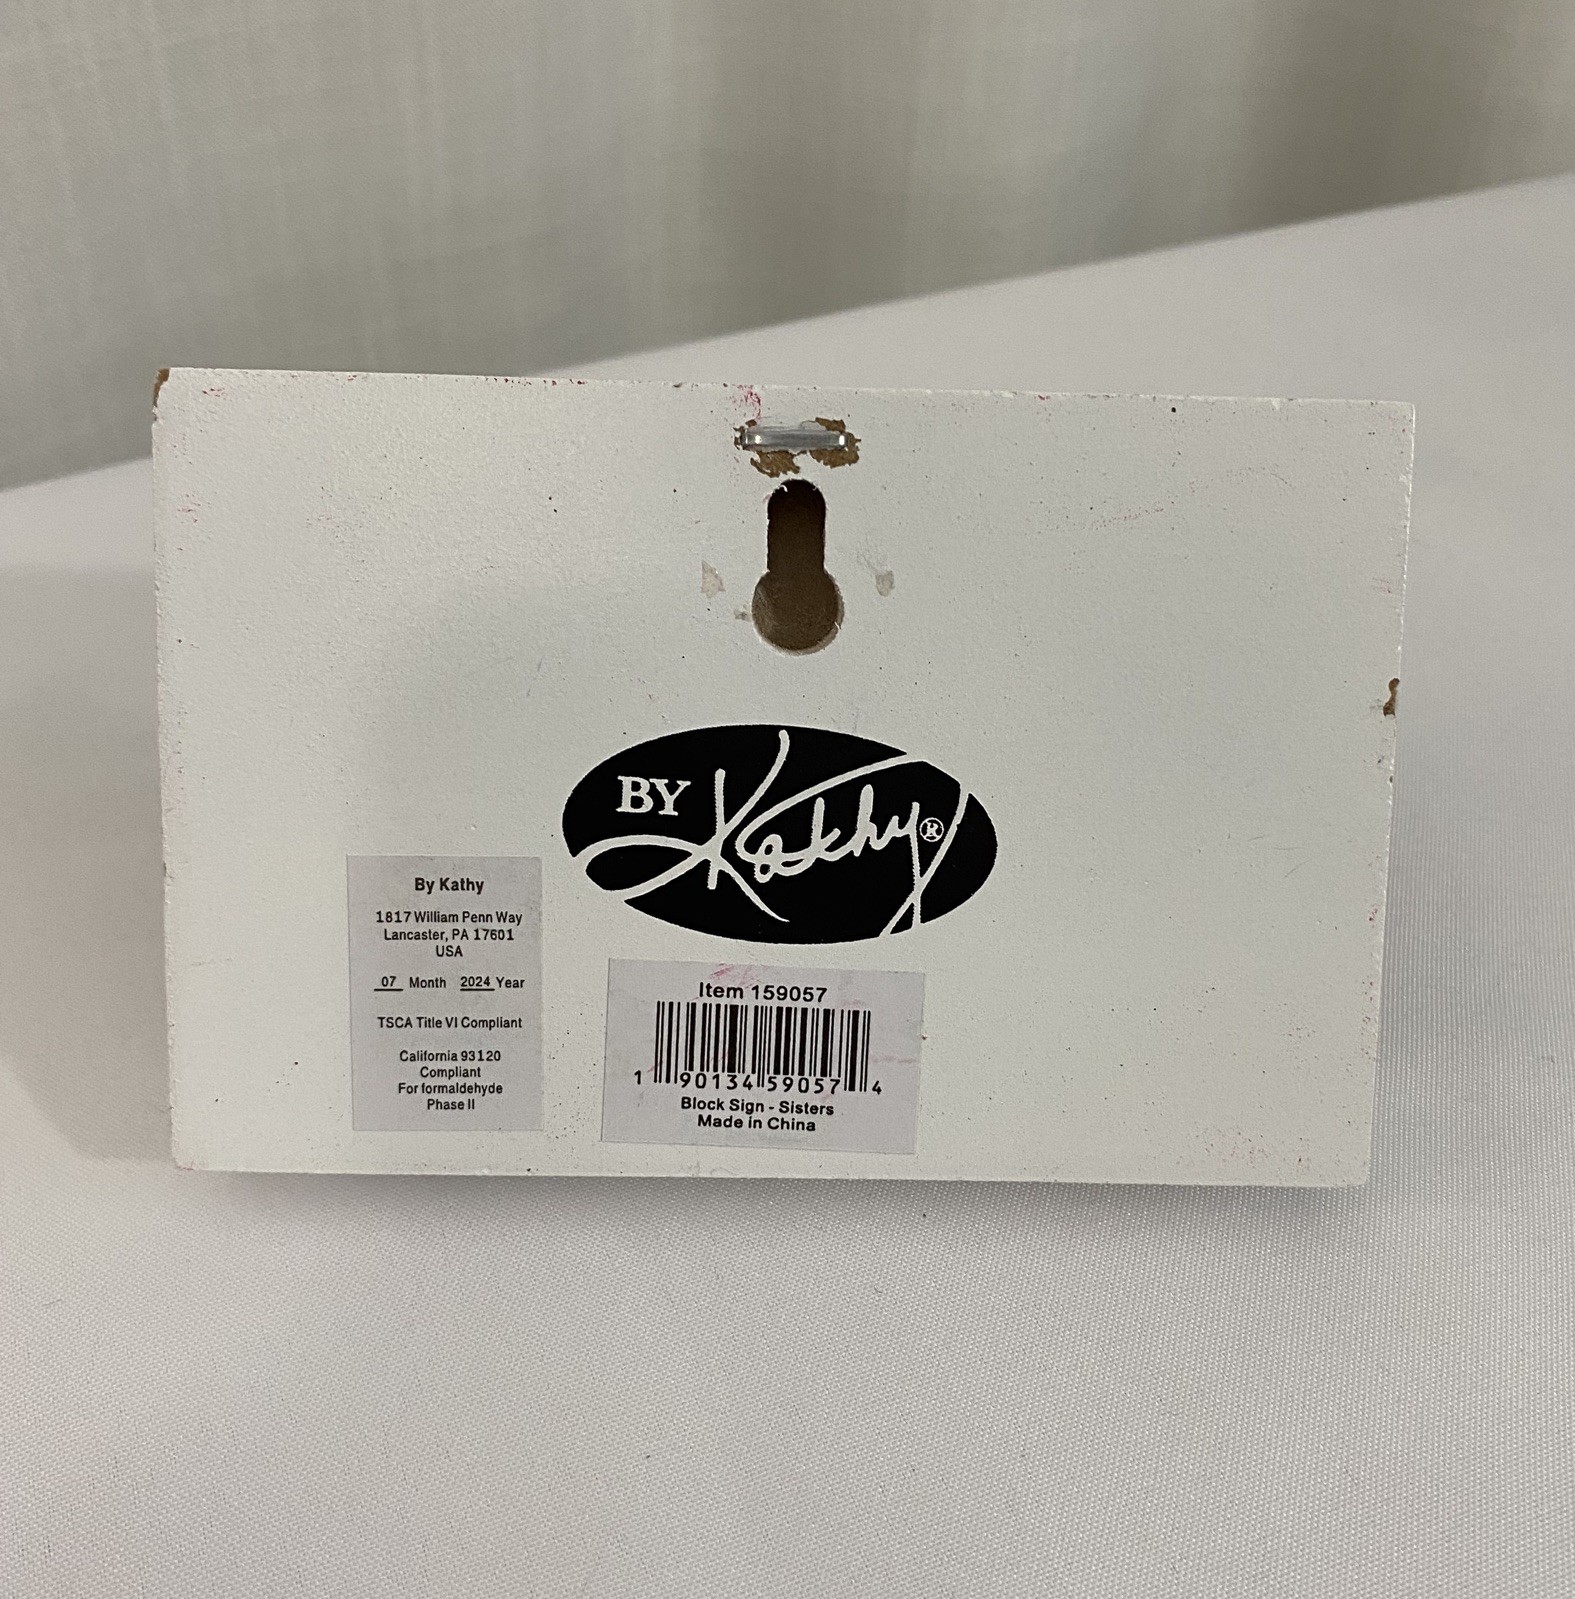 BY Kathy®
By Kathy
1817 William Penn Way
Lancaster, PA 17601
USA
07 Month 2024 Year
TSCA Title VI Compliant
California 93120
Compliant
For formaldehyde
Phase II
Item 159057
1 90134 59057 4
Block Sign - Sisters
Made in China